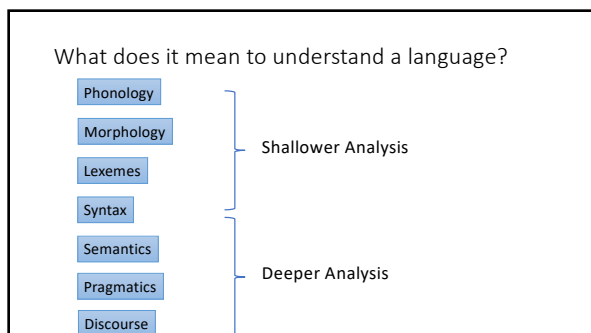 What does it mean to understand a language?
Phonology
Morphology
Shallower Analysis
Lexemes
Syntax
Semantics
Deeper Analysis
Pragmatics
Discourse